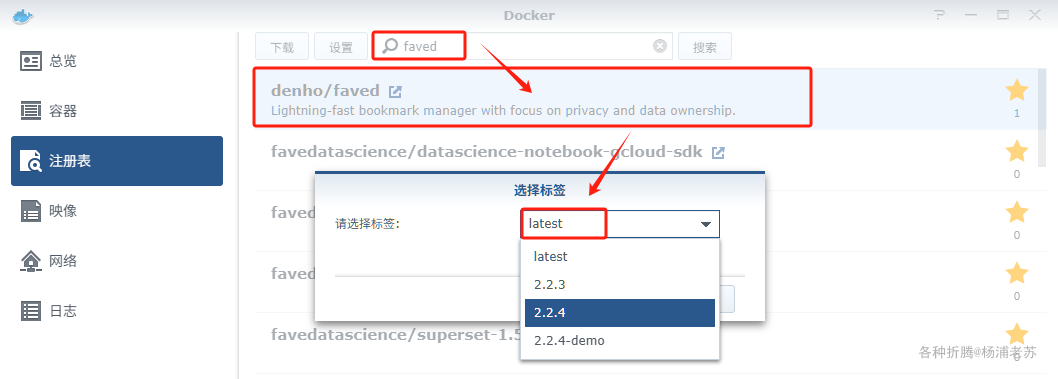 Docker
总览
容器
注册表
映像
网络
日志
下载
设置
faved
搜索
denho/faved
Lightning-fast bookmark manager with focus on privacy and data ownership.
1
favedatascience/datascience-notebook-gcloud-sdk
0
选择标签
请选择标签:
latest
latest
2.2.3
2.2.4
2.2.4-demo
faved
0
faved
0
favedatascience/superset-1.5
0
各种折腾@杨浦老苏